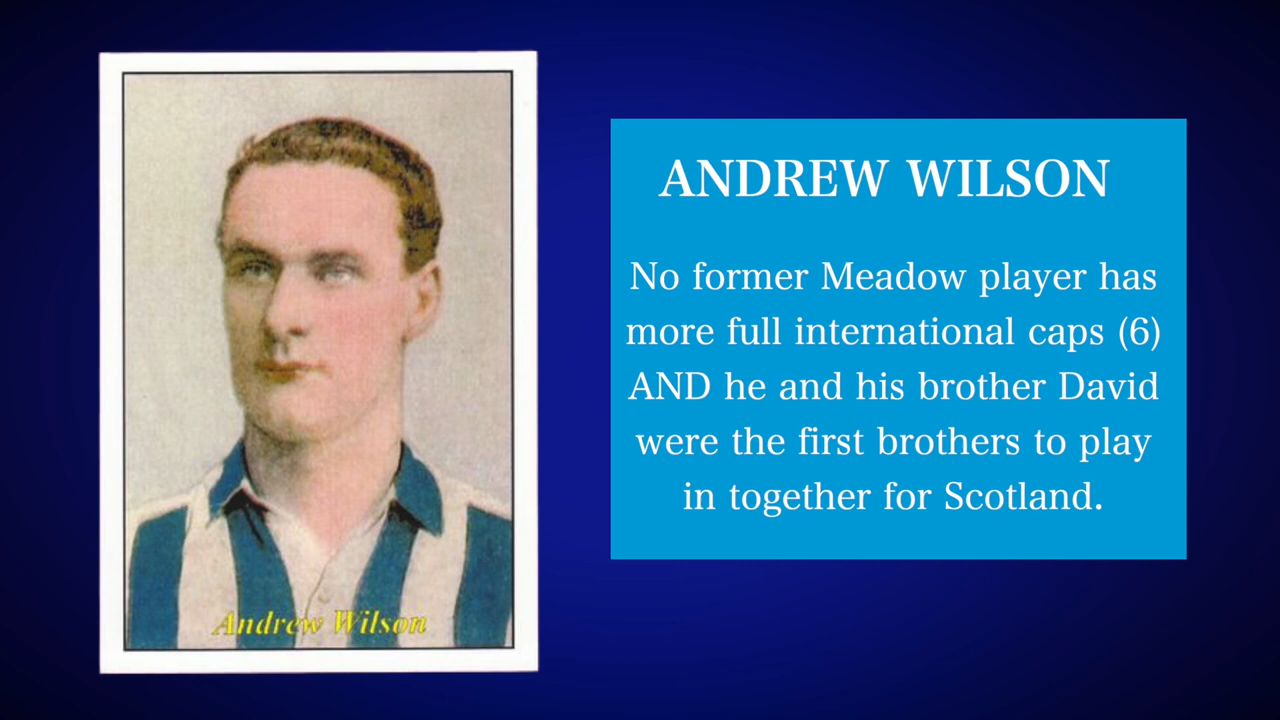 Andrew Wilson
ANDREW WILSON
No former Meadow player has
more full international caps (6)
AND he and his brother David
were the first brothers to play
in together for Scotland.